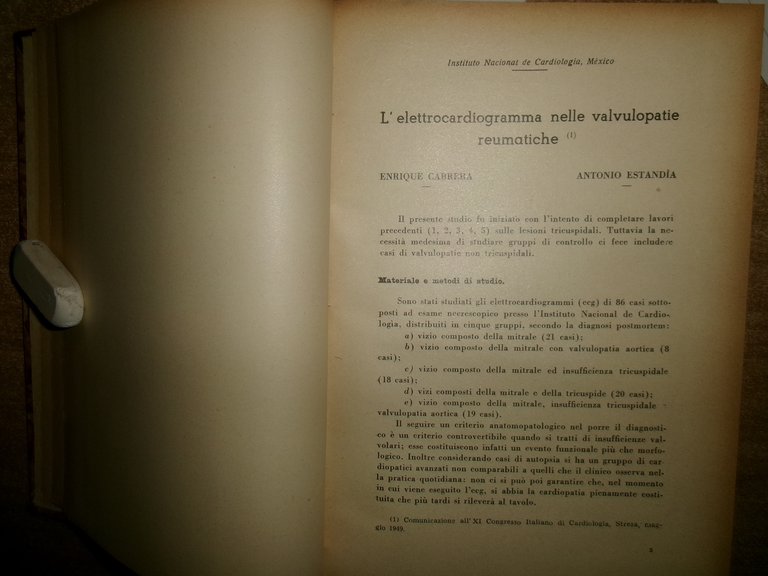 Instituto Nacional de Cardiología, México
L' elettrocardiogramma nelle valvulopatie
reumatiche (1)
ENRIQUE CABRERA ANTONIO ESTANDÍA
Il presente studio fu iniziato con l'intento di completare lavori
precedenti (1, 2, 3, 4, 5) sulle lesioni tricuspidali. Tuttavia la ne-
cessità medesima di studiare gruppi di controllo ci fece includere
casi di valvulopatie non tricuspidali.
Materiale e metodi di studio.
Sono stati studiati gli elettrocardiogrammi (ecg) di 86 casi sotto-
posti ad esame necroscopico presso l'Instituto Nacional de Cardio-
logia, distribuiti in cinque gruppi, secondo la diagnosi postmortem:
a) vizio composto della mitrale (21 casi);
b) vizio composto della mitrale con valvulopatia aortica (8
casi);
c) vizio composto della mitrale ed insufficienza tricuspidale
(18 casi);
d) vizi composti della mitrale e della tricuspide (20 casi);
e) vizio composto della mitrale, insufficienza tricuspidale
valvulopatia aortica (19 casi).
Il seguire un criterio anatomopatologico nel porre il diagnosti-
co è un criterio controvertibile quando si tratti di insufficienze val-
volari; esse costituiscono infatti un evento funzionale più che morfo-
logico. Inoltre considerando casi di autopsia si ha un gruppo di car-
diopatici avanzati non comparabili a quelli che il clinico osserva nel-
la pratica quotidiana: non ci si può poi garantire che, nel momento
in cui viene eseguito l'ecg, si abbia la cardiopatia pienamente costi-
tuita che più tardi si rileverà al tavolo.
(1) Comunicazione all'XI Congresso Italiano di Cardiologia, Stresa, mag-
gio 1949.